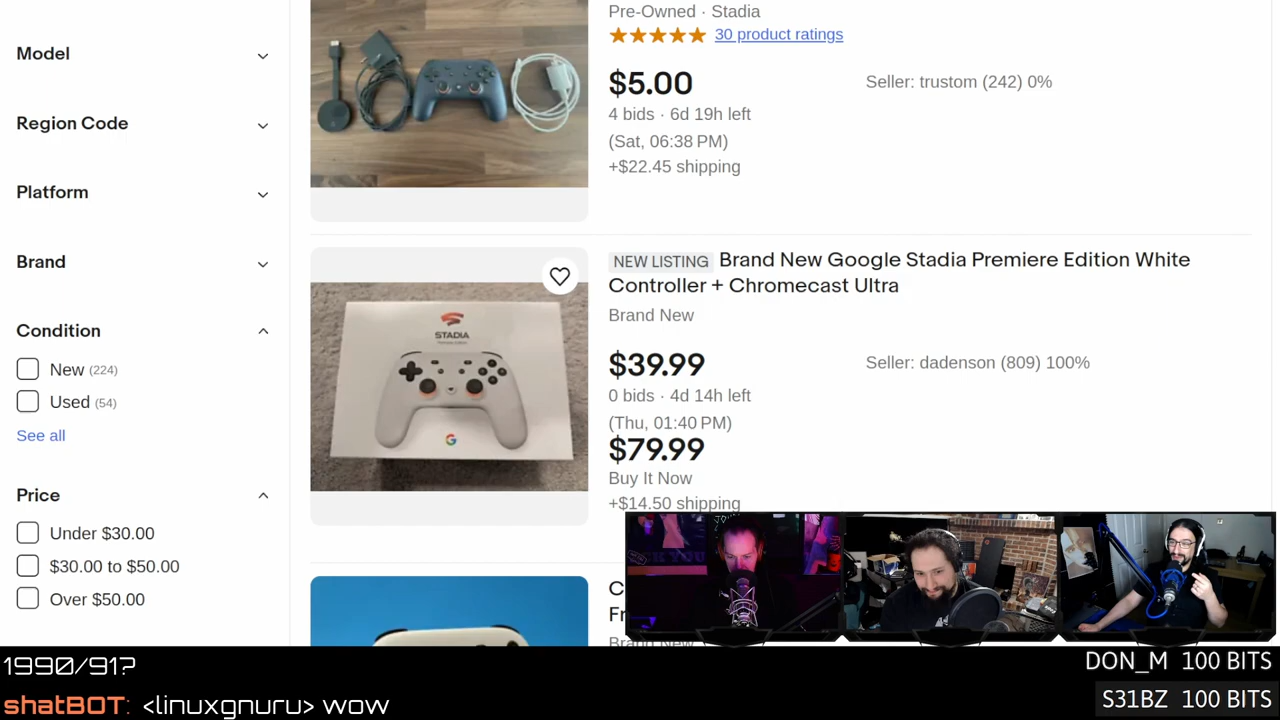 Model
Region Code
Platform
Brand
Condition
New (224)
Used (54)
See all
Price
Under $30.00
$30.00 to $50.00
Over $50.00
Pre-Owned · Stadia
30 product ratings
$5.00
Seller: trustom (242) 0%
4 bids · 6d 19h left
(Sat, 06:38 PM)
+$22.45 shipping
NEW LISTING Brand New Google Stadia Premiere Edition White
Controller + Chromecast Ultra
Brand New
$39.99
Seller: dadenson (809) 100%
0 bids · 4d 14h left
(Thu, 01:40 PM)
$79.99
Buy It Now
+$14.50 shipping
STADIA
Brand New
1990/91?
shatBOT: <linuxgnuru> wow
DON_M 100 BITS
S31BZ 100 BITS